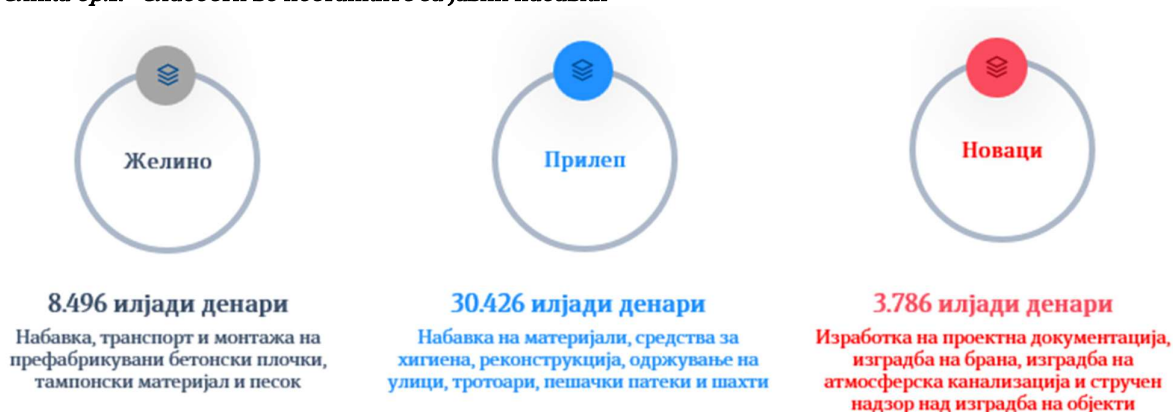 Желино
Прилеп
Новаци
8.496 илјади денари
Набавка, транспорт и монтажа на
префабрикувани бетонски плочки,
тампонски материјал и песок
30.426 илјади денари
Набавка на материјали, средства за
хигиена, реконструкција, одржување на
улици, тротоари, пешачки патеки и шахти
3.786 илјади денари
Изработка на проектна документација,
изградба на брана, изградба на
атмосферска канализација и стручен
надзор над изградба на објекти